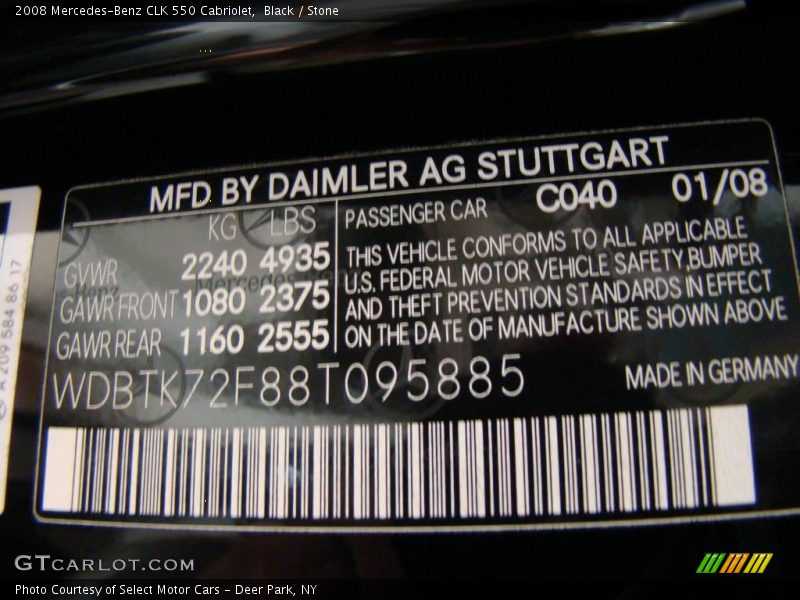 2008 Mercedes-Benz CLK 550 Cabriolet, Black / Stone
MFD BY DAIMLER AG STUTTGART
KG LBS
GVWR 2240 4935
GAWR FRONT 1080 2375
GAWR REAR 1160 2555
PASSENGER CAR C040 01/08
THIS VEHICLE CONFORMS TO ALL APPLICABLE
U.S. FEDERAL MOTOR VEHICLE SAFETY,BUMPER
AND THEFT PREVENTION STANDARDS IN EFFECT
ON THE DATE OF MANUFACTURE SHOWN ABOVE
WDBTK72F88T095885
MADE IN GERMANY
A 209 584 86 17
GTCARLOT.COM
Photo Courtesy of Select Motor Cars - Deer Park, NY